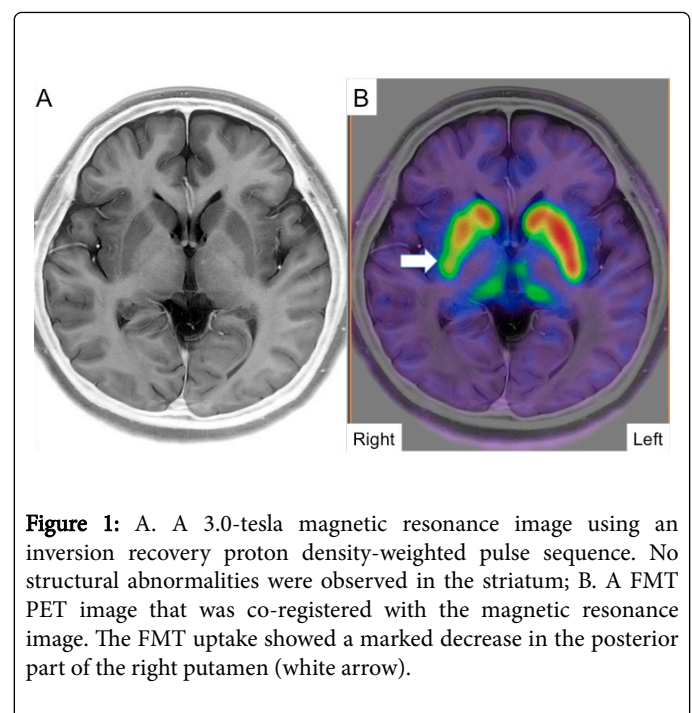 A
B
Right
Left
Figure 1: A. A 3.0-tesla magnetic resonance image using an
inversion recovery proton density-weighted pulse sequence. No
structural abnormalities were observed in the striatum; B. A FMT
PET image that was co-registered with the magnetic resonance
image. The FMT uptake showed a marked decrease in the posterior
part of the right putamen (white arrow).